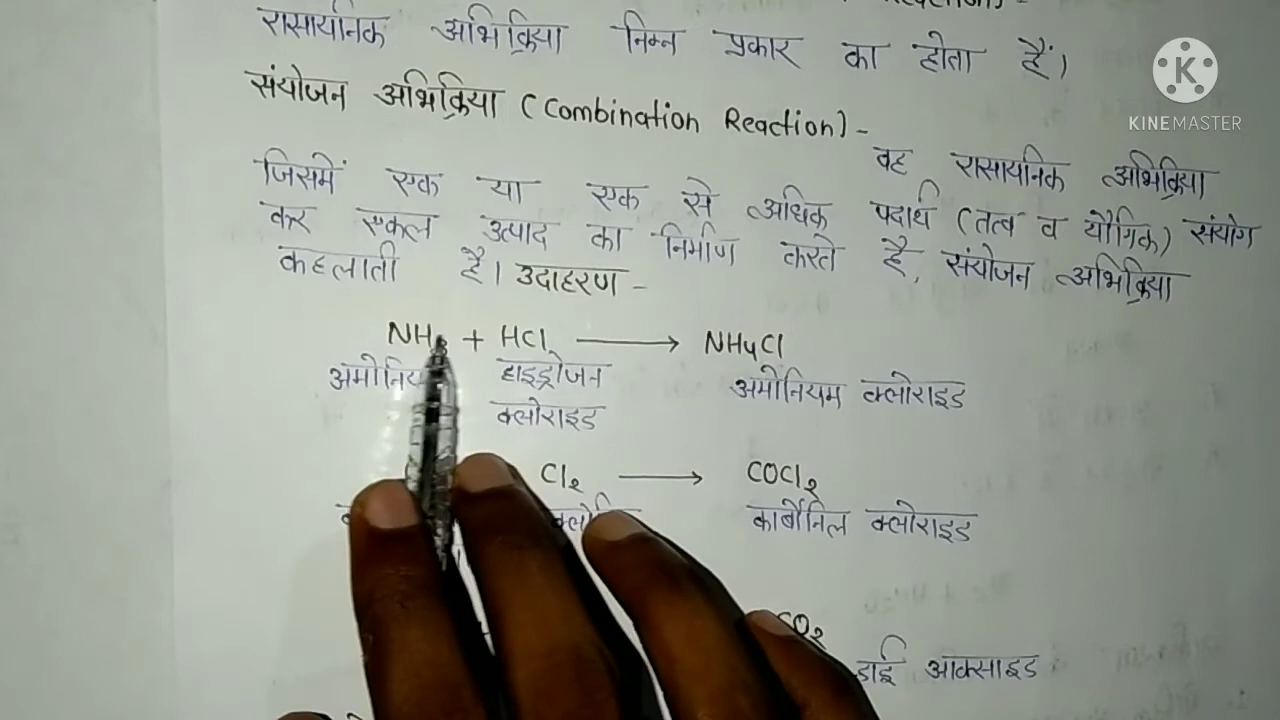 रासायनिक अभिक्रिया निम्न प्रकार का होता हैं।
संयोजन अभिक्रिया (Combination Reaction) -
वह रासायनिक अभिक्रिया
जिसमें एक या एक से अधिक पदार्थ (तत्व व यौगिक) संयोग
कर एकल उत्पाद का निर्माण करते है, संयोजन अभिक्रिया
कहलाती है। उदाहरण -
NH₃ + HCl ⟶ NH₄Cl
हाइड्रोजन अमोनियम क्लोराइड
क्लोराइड
Cl₂ ⟶ COCl₂
कार्बोनिल क्लोराइड
CO₂
डाई आक्साइड
K
KINEMASTER